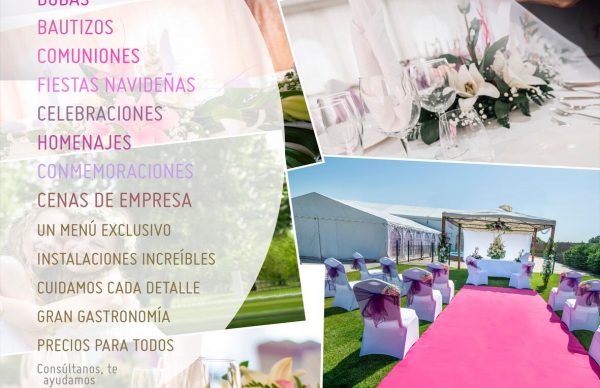 BODAS
BAUTIZOS
COMUNIONES
FIESTAS NAVIDEÑAS
CELEBRACIONES
HOMENAJES
CONMEMORACIONES
CENAS DE EMPRESA
UN MENÚ EXCLUSIVO
INSTALACIONES INCREÍBLES
CUIDAMOS CADA DETALLE
GRAN GASTRONOMÍA
PRECIOS PARA TODOS
Consúltanos, te
ayudamos